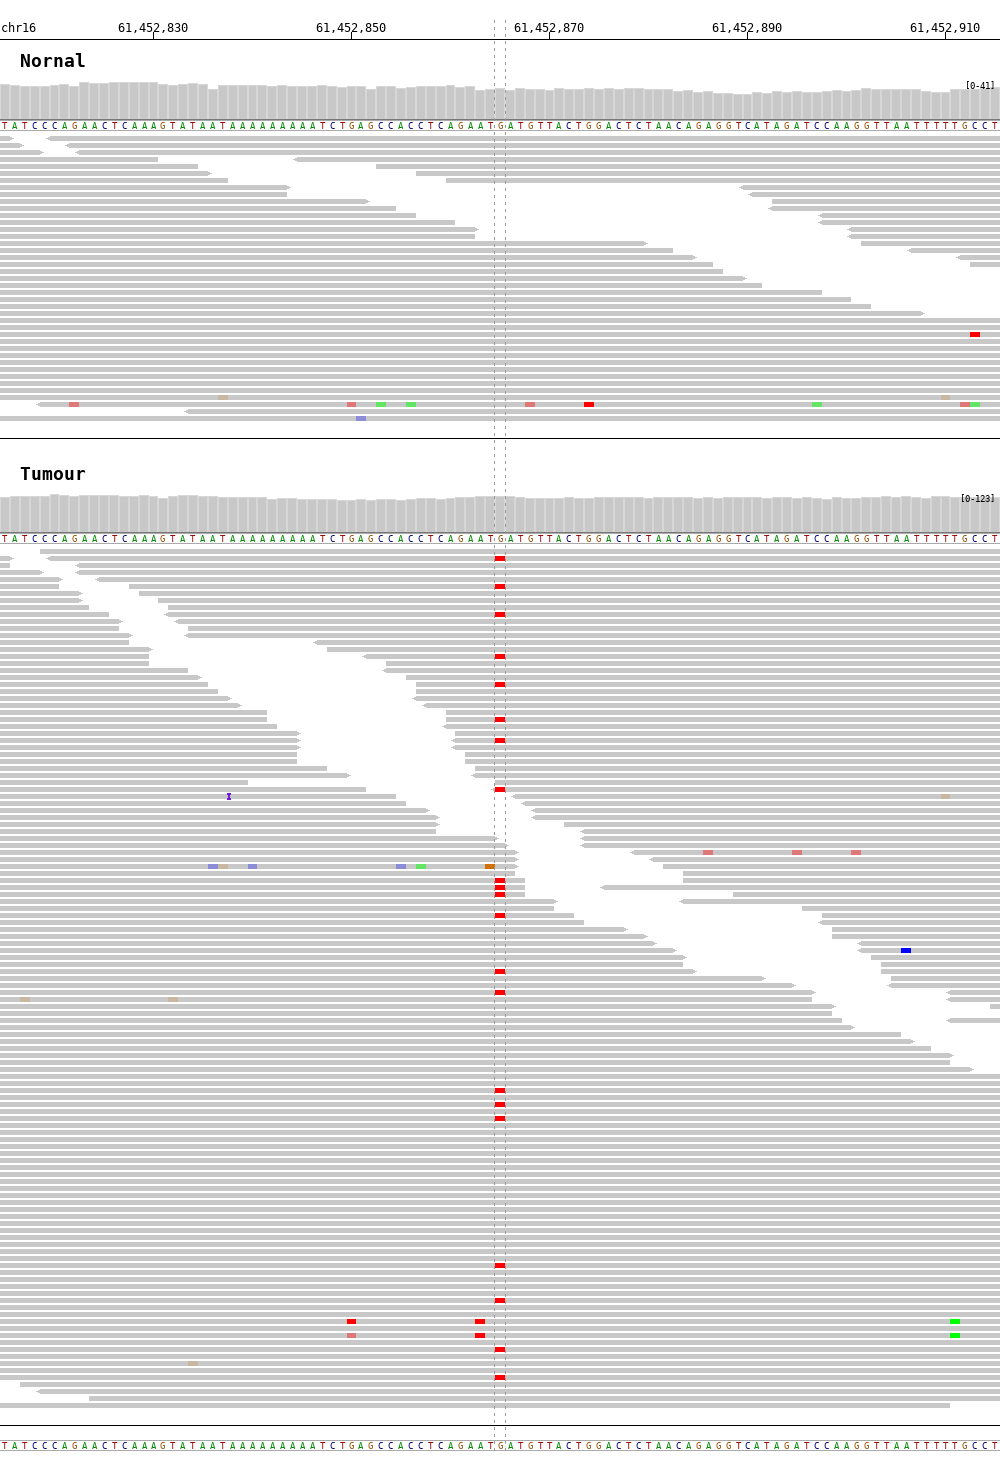 chr16 61,452,830 61,452,850 61,452,870 61,452,890 61,452,910
Nornal
[0-41]
TATCCCAGAACTCAAAGTATAATAAAAAAAAATCTGAGCCACCTCAGAATGATGTTACTGGACTCTAACAGAGGTCATAGATCCAAGGTTAATTTTTGCCT
Tumour
[0-123]
TATCCCAGAACTCAAAGTATAATAAAAAAAAATCTGAGCCACCTCAGAATGATGTTACTGGACTCTAACAGAGGTCATAGATCCAAGGTTAATTTTTGCCT
I
TATCCCAGAACTCAAAGTATAATAAAAAAAAATCTGAGCCACCTCAGAATGATGTTACTGGACTCTAACAGAGGTCATAGATCCAAGGTTAATTTTTGCCT